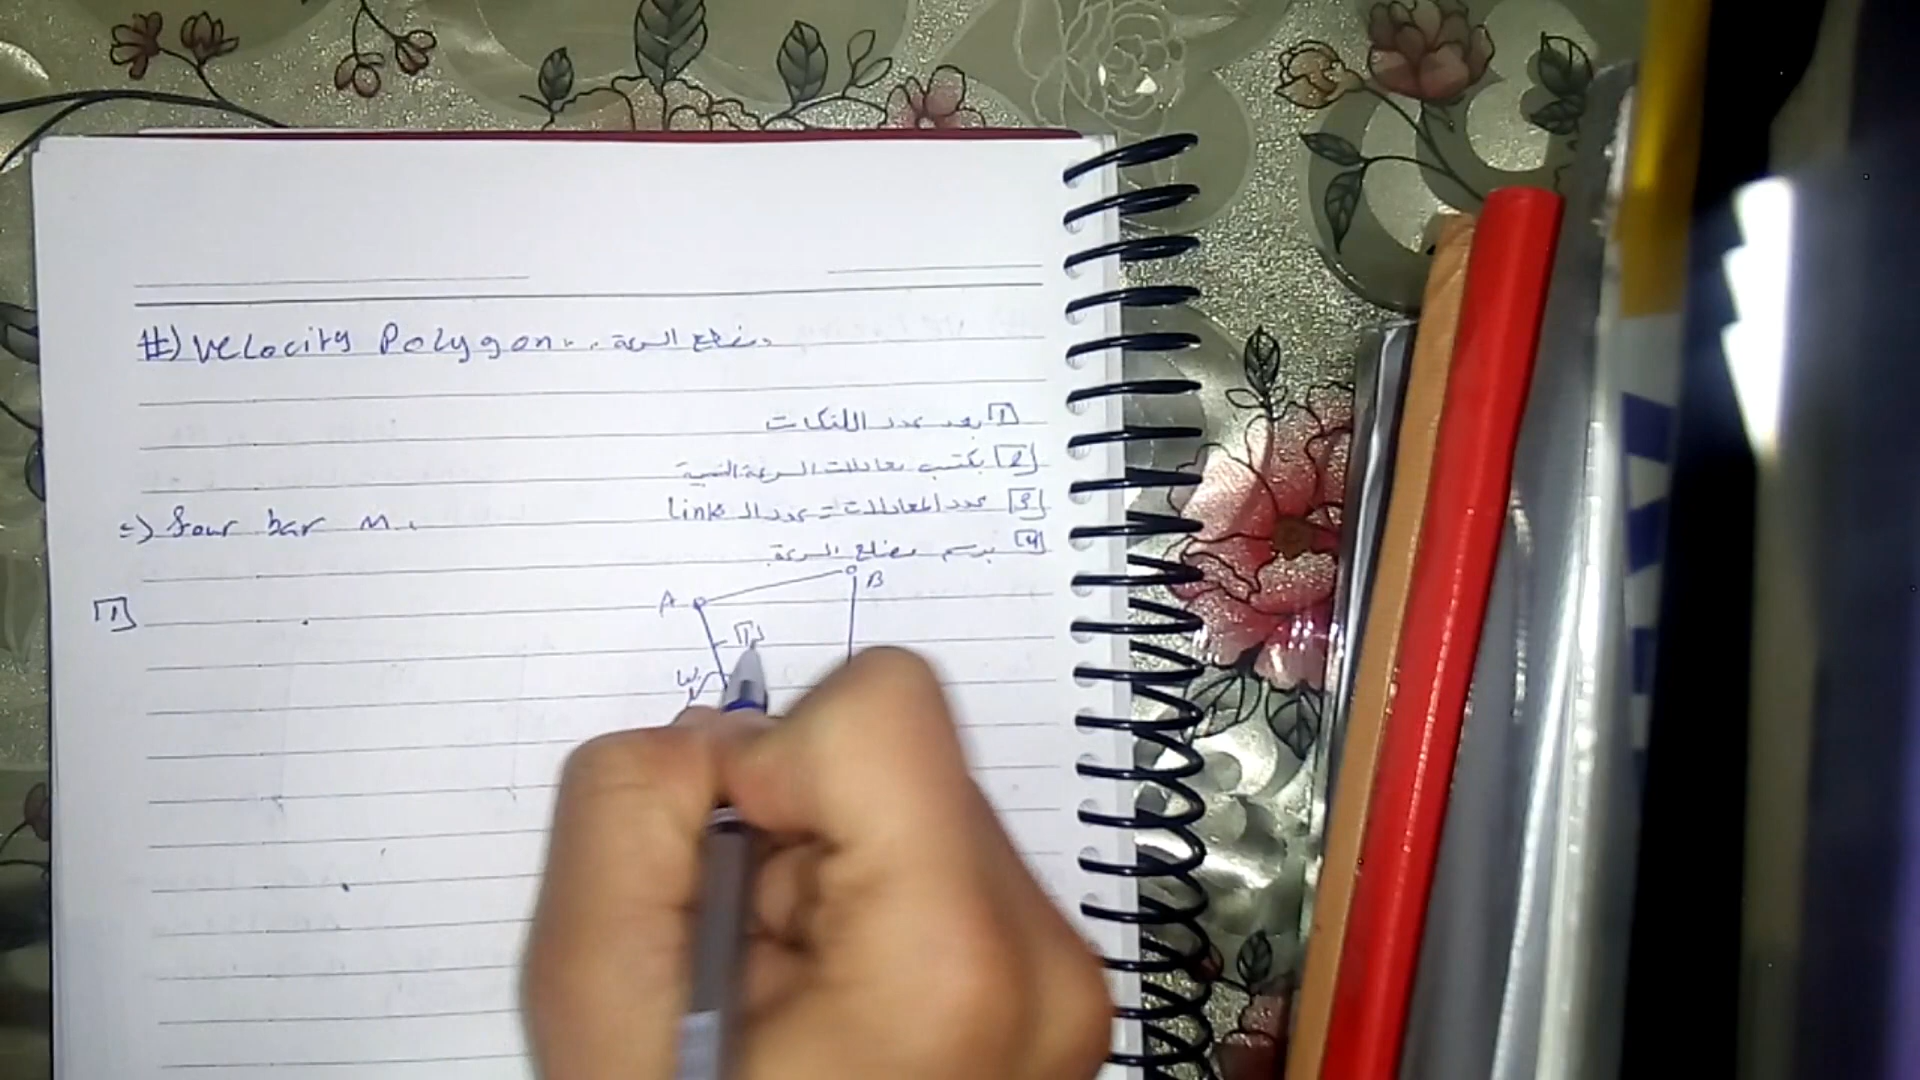 #) Velocity Polygon :. مضلع السرعة
[1] بعد عدد اللنكات
[2] بكتب معادلات السرعة النسبية
[3] عدد المعادلات = عدد الـ Link
=) four bar m.
[4] برسم مضلع السرعة
B
A
[1]
[1]
W